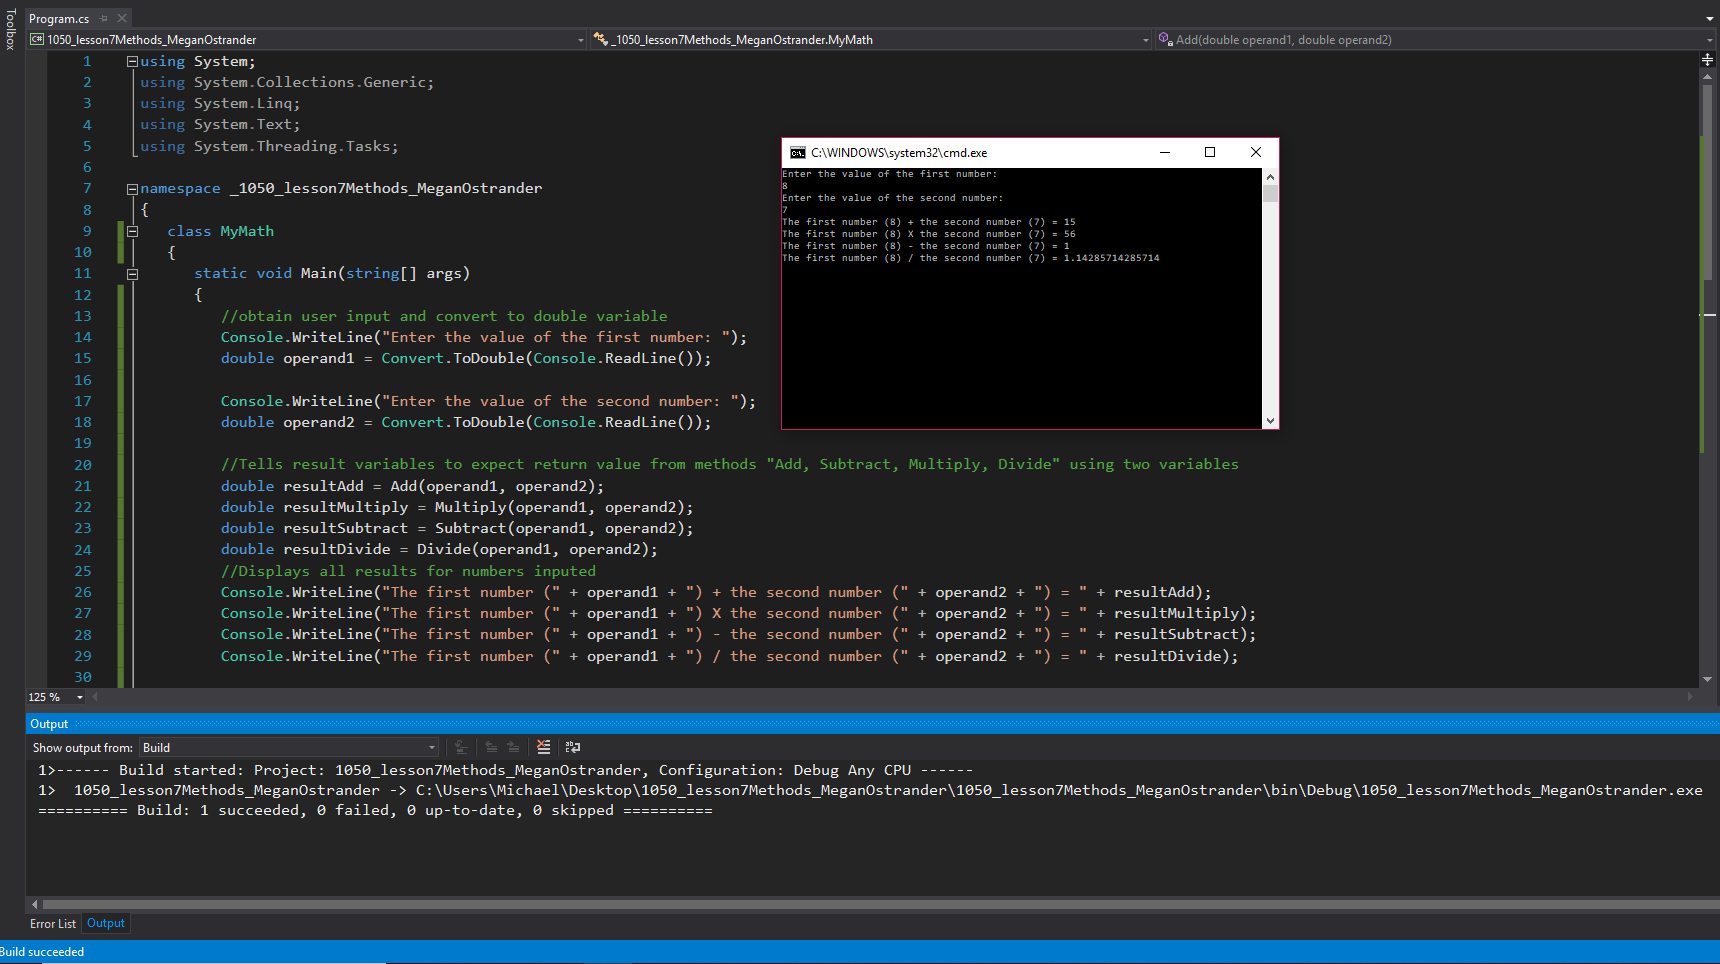 Toolbox
Program.cs
C# 1050_lesson7Methods_MeganOstrander
_1050_lesson7Methods_MeganOstrander.MyMath
Add(double operand1, double operand2)
1 using System;
2 using System.Collections.Generic;
3 using System.Linq;
4 using System.Text;
5 using System.Threading.Tasks;
6
7 namespace _1050_lesson7Methods_MeganOstrander
8 {
9 class MyMath
10 {
11 static void Main(string[] args)
12 {
13 //obtain user input and convert to double variable
14 Console.WriteLine("Enter the value of the first number: ");
15 double operand1 = Convert.ToDouble(Console.ReadLine());
16
17 Console.WriteLine("Enter the value of the second number: ");
18 double operand2 = Convert.ToDouble(Console.ReadLine());
19
20 //Tells result variables to expect return value from methods "Add, Subtract, Multiply, Divide" using two variables
21 double resultAdd = Add(operand1, operand2);
22 double resultMultiply = Multiply(operand1, operand2);
23 double resultSubtract = Subtract(operand1, operand2);
24 double resultDivide = Divide(operand1, operand2);
25 //Displays all results for numbers inputed
26 Console.WriteLine("The first number (" + operand1 + ") + the second number (" + operand2 + ") = " + resultAdd);
27 Console.WriteLine("The first number (" + operand1 + ") X the second number (" + operand2 + ") = " + resultMultiply);
28 Console.WriteLine("The first number (" + operand1 + ") - the second number (" + operand2 + ") = " + resultSubtract);
29 Console.WriteLine("The first number (" + operand1 + ") / the second number (" + operand2 + ") = " + resultDivide);
30
C:\WINDOWS\system32\cmd.exe
Enter the value of the first number:
8
Enter the value of the second number:
7
The first number (8) + the second number (7) = 15
The first number (8) X the second number (7) = 56
The first number (8) - the second number (7) = 1
The first number (8) / the second number (7) = 1.14285714285714
125 %
Output
Show output from: Build
1>------ Build started: Project: 1050_lesson7Methods_MeganOstrander, Configuration: Debug Any CPU ------
1>  1050_lesson7Methods_MeganOstrander -> C:\Users\Michael\Desktop\1050_lesson7Methods_MeganOstrander\1050_lesson7Methods_MeganOstrander\bin\Debug\1050_lesson7Methods_MeganOstrander.exe
========== Build: 1 succeeded, 0 failed, 0 up-to-date, 0 skipped ==========
Error List Output
Build succeeded